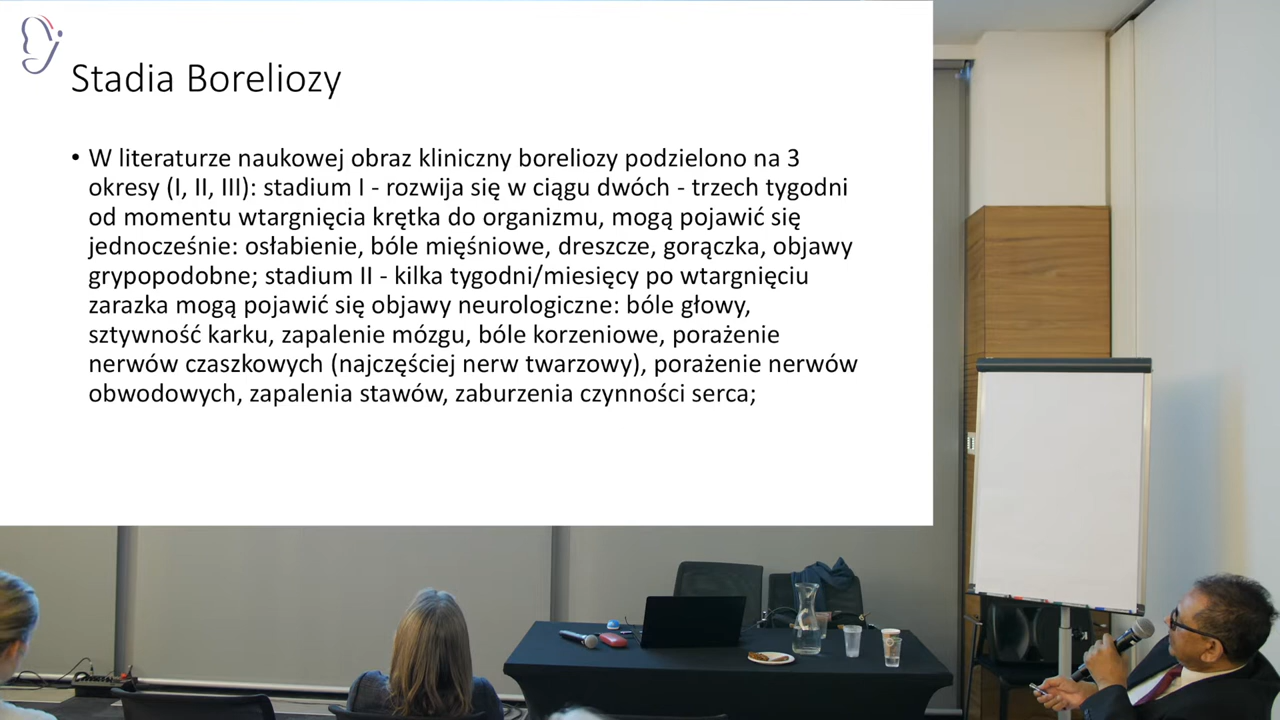 Stadia Boreliozy
• W literaturze naukowej obraz kliniczny boreliozy podzielono na 3
okresy (I, II, III): stadium I - rozwija się w ciągu dwóch - trzech tygodni
od momentu wtargnięcia krętka do organizmu, mogą pojawić się
jednocześnie: osłabienie, bóle mięśniowe, dreszcze, gorączka, objawy
grypopodobne; stadium II - kilka tygodni/miesięcy po wtargnięciu
zarazka mogą pojawić się objawy neurologiczne: bóle głowy,
sztywność karku, zapalenie mózgu, bóle korzeniowe, porażenie
nerwów czaszkowych (najczęściej nerw twarzowy), porażenie nerwów
obwodowych, zapalenia stawów, zaburzenia czynności serca;